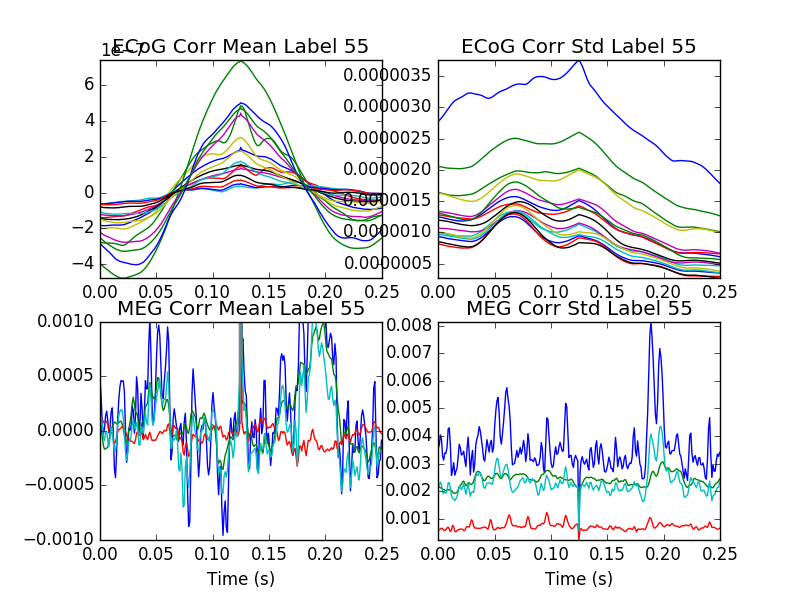 1e−7
ECoG Corr Mean Label 55
6
4
2
0
−2
−4
0.00 0.05 0.10 0.15 0.20 0.25
ECoG Corr Std Label 55
0.0000035
0.0000030
0.0000025
0.0000020
0.0000015
0.0000010
0.0000005
0.00 0.05 0.10 0.15 0.20 0.25
MEG Corr Mean Label 55
0.0010
0.0005
0.0000
−0.0005
−0.0010
0.00 0.05 0.10 0.15 0.20 0.25
Time (s)
MEG Corr Std Label 55
0.008
0.007
0.006
0.005
0.004
0.003
0.002
0.001
0.00 0.05 0.10 0.15 0.20 0.25
Time (s)